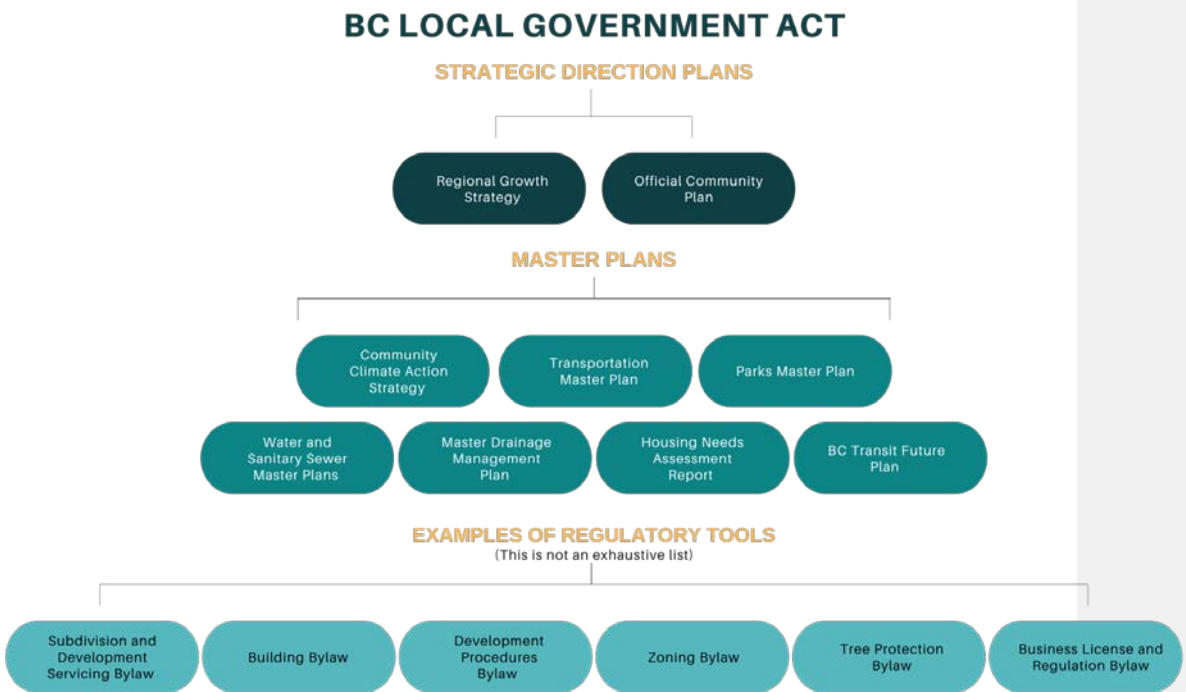 BC LOCAL GOVERNMENT ACT
STRATEGIC DIRECTION PLANS
Regional Growth
Strategy
Official Community
Plan
MASTER PLANS
Community
Climate Action
Strategy
Transportation
Master Plan
Parks Master Plan
Water and
Sanitary Sewer
Master Plans
Master Drainage
Management
Plan
Housing Needs
Assessment
Report
BC Transit Future
Plan
EXAMPLES OF REGULATORY TOOLS
(This is not an exhaustive list)
Subdivision and
Development
Servicing Bylaw
Building Bylaw
Development
Procedures
Bylaw
Zoning Bylaw
Tree Protection
Bylaw
Business License and
Regulation Bylaw